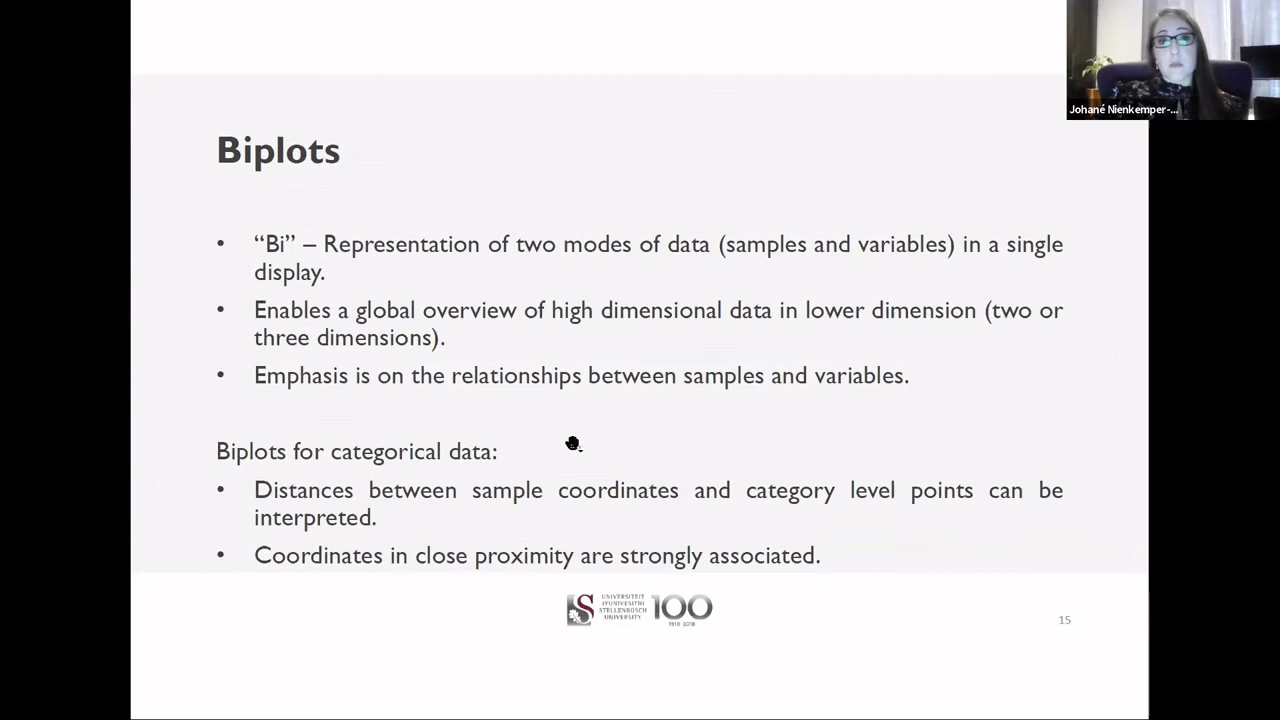 Johané Nienkemper-...
Biplots
• “Bi” – Representation of two modes of data (samples and variables) in a single
display.
• Enables a global overview of high dimensional data in lower dimension (two or
three dimensions).
• Emphasis is on the relationships between samples and variables.
Biplots for categorical data:
• Distances between sample coordinates and category level points can be
interpreted.
• Coordinates in close proximity are strongly associated.
UNIVERSITEIT
IYUNIVESITHI
STELLENBOSCH
UNIVERSITY
100
1918-2018
15